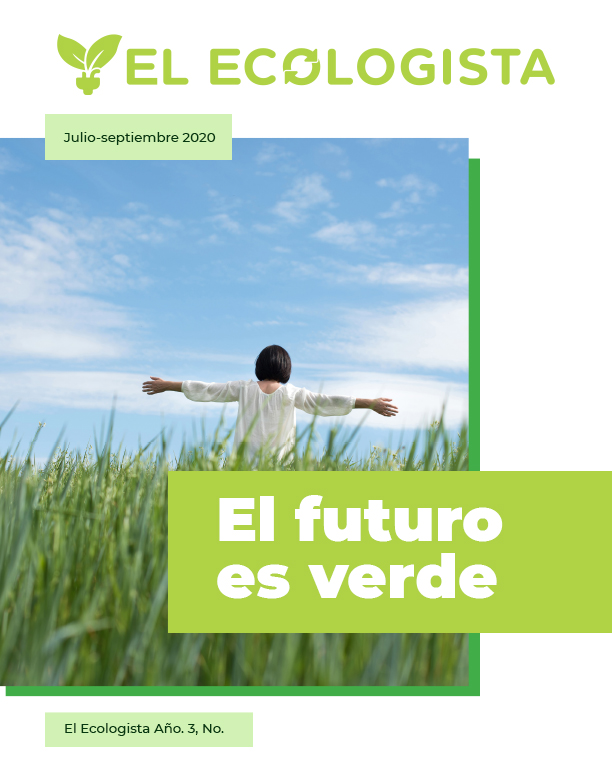 EL ECOLOGISTA
Julio-septiembre 2020
El futuro
es verde
El Ecologista Año. 3, No.